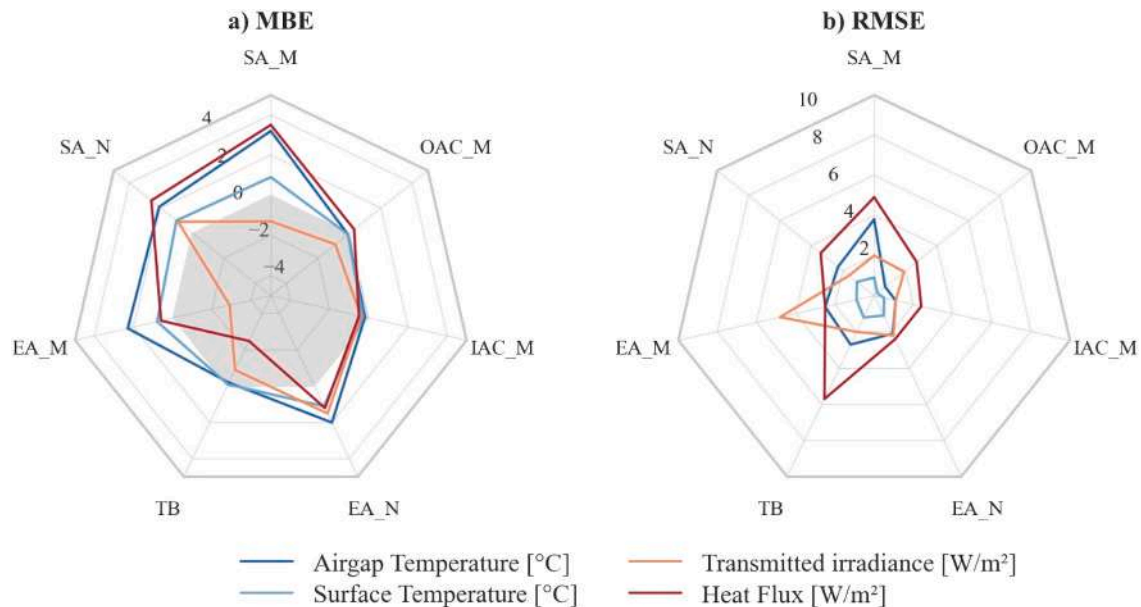 a) MBE
b) RMSE
SA_M
SA_M
10
4
8
SA_N
OAC_M
SA_N
OAC_M
2
6
0
4
−2
2
−4
EA_M
IAC_M
EA_M
IAC_M
TB
EA_N
TB
EA_N
Airgap Temperature [°C]
Transmitted irradiance [W/m²]
Surface Temperature [°C]
Heat Flux [W/m²]